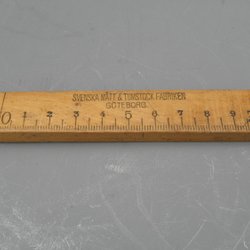 SVENSKA MÅTT & TUMSTOCK FABRIKEN
GÖTEBORG.
0 1 2 3 4 5 6 7 8 9